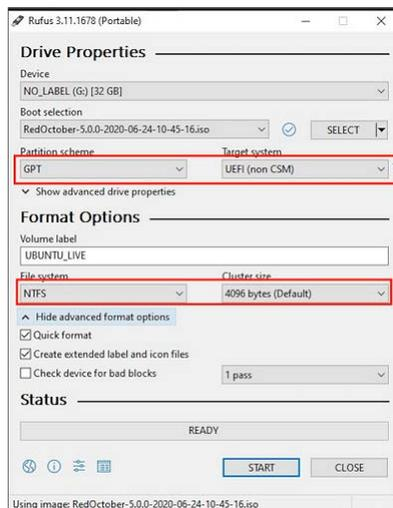 Rufus 3.11.1678 (Portable)
Drive Properties
Device
NO_LABEL (G:) [32 GB]
Boot selection
RedOctober-5.0.0-2020-06-24-10-45-16.iso SELECT
Partition scheme Target system
GPT UEFI (non CSM)
Show advanced drive properties
Format Options
Volume label
UBUNTU_LIVE
File system Cluster size
NTFS 4096 bytes (Default)
Hide advanced format options
Quick format
Create extended label and icon files
Check device for bad blocks 1 pass
Status
READY
START CLOSE
Using image: RedOctober-5.0.0-2020-06-24-10-45-16.iso